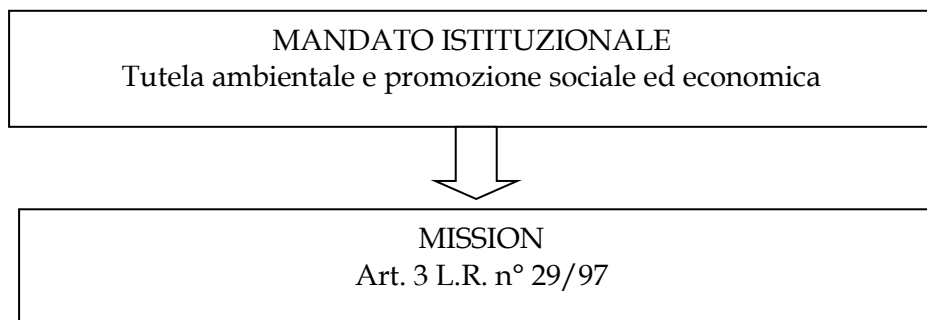 MANDATO ISTITUZIONALE
Tutela ambientale e promozione sociale ed economica
MISSION
Art. 3 L.R. n° 29/97